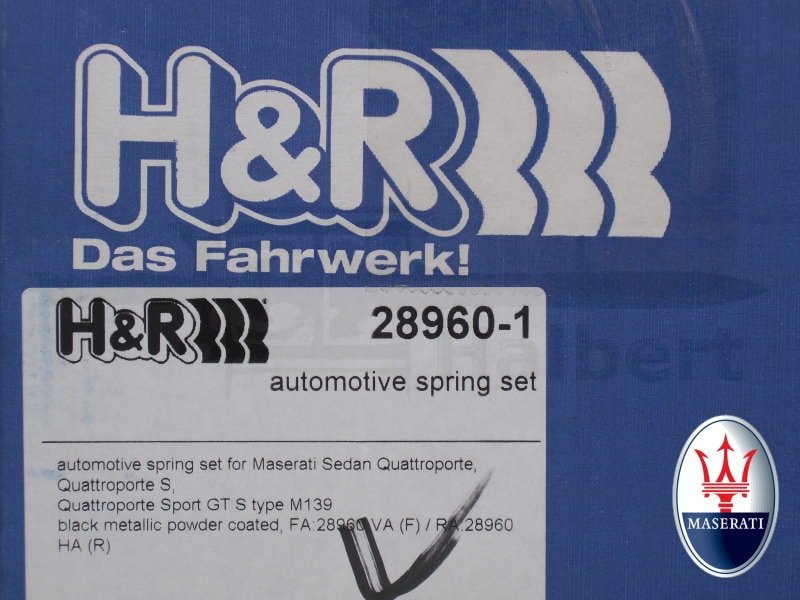 H&R
Das Fahrwerk!
H&R
28960-1
automotive spring set
Halbert
automotive spring set for Maserati Sedan Quattroporte,
Quattroporte S,
Quattroporte Sport GT S type M139
black metallic powder coated, FA:28960 VA (F) / RA:28960
HA (R)
MASERATI